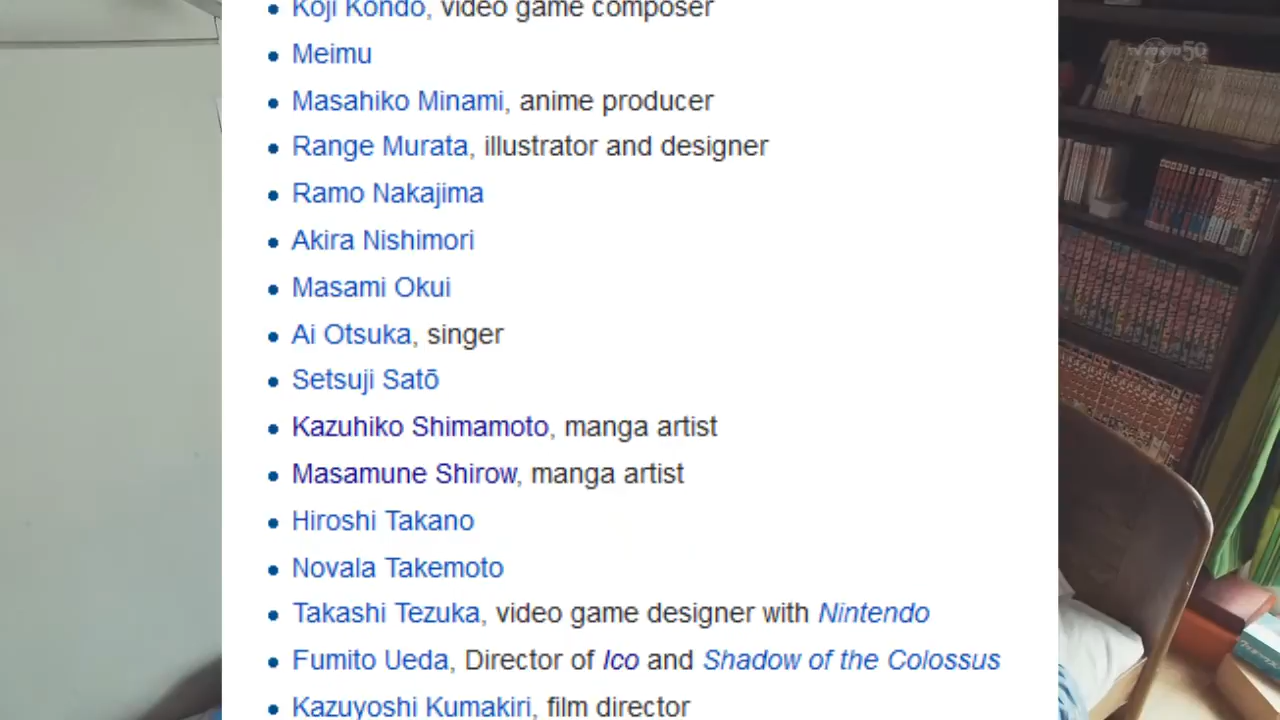 Koji Kondo, video game composer
Meimu
Masahiko Minami, anime producer
Range Murata, illustrator and designer
Ramo Nakajima
Akira Nishimori
Masami Okui
Ai Otsuka, singer
Setsuji Satō
Kazuhiko Shimamoto, manga artist
Masamune Shirow, manga artist
Hiroshi Takano
Novala Takemoto
Takashi Tezuka, video game designer with Nintendo
Fumito Ueda, Director of Ico and Shadow of the Colossus
Kazuyoshi Kumakiri, film director